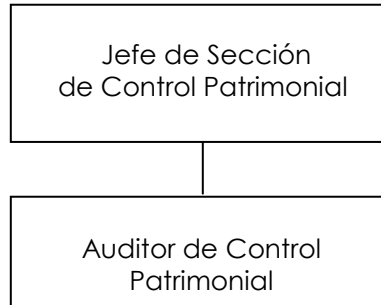 Jefe de Sección
de Control Patrimonial
Auditor de Control
Patrimonial